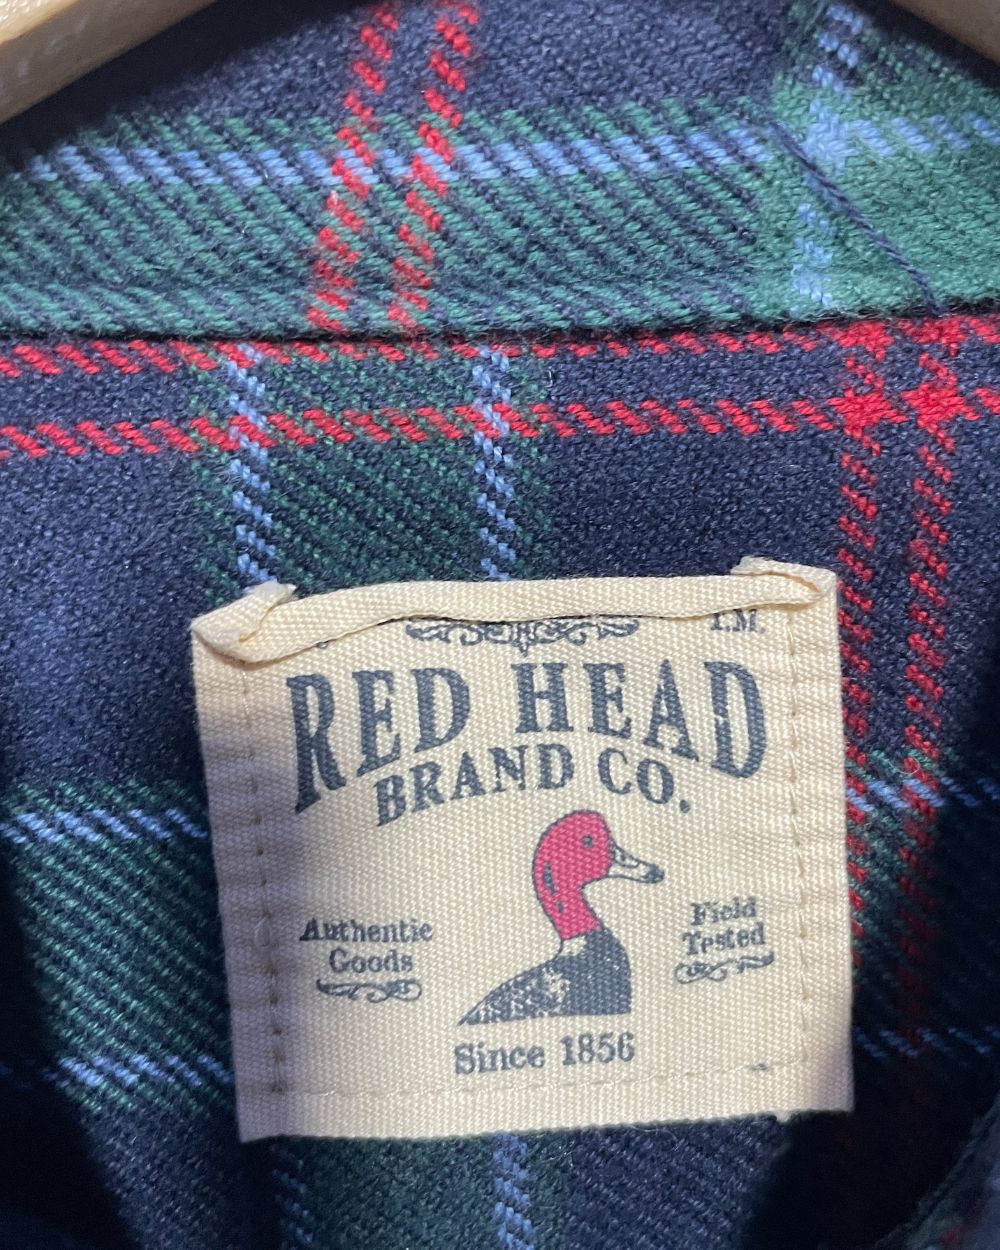 T.M.
RED HEAD
BRAND CO.
Authentic
Goods
Field
Tested
Since 1856